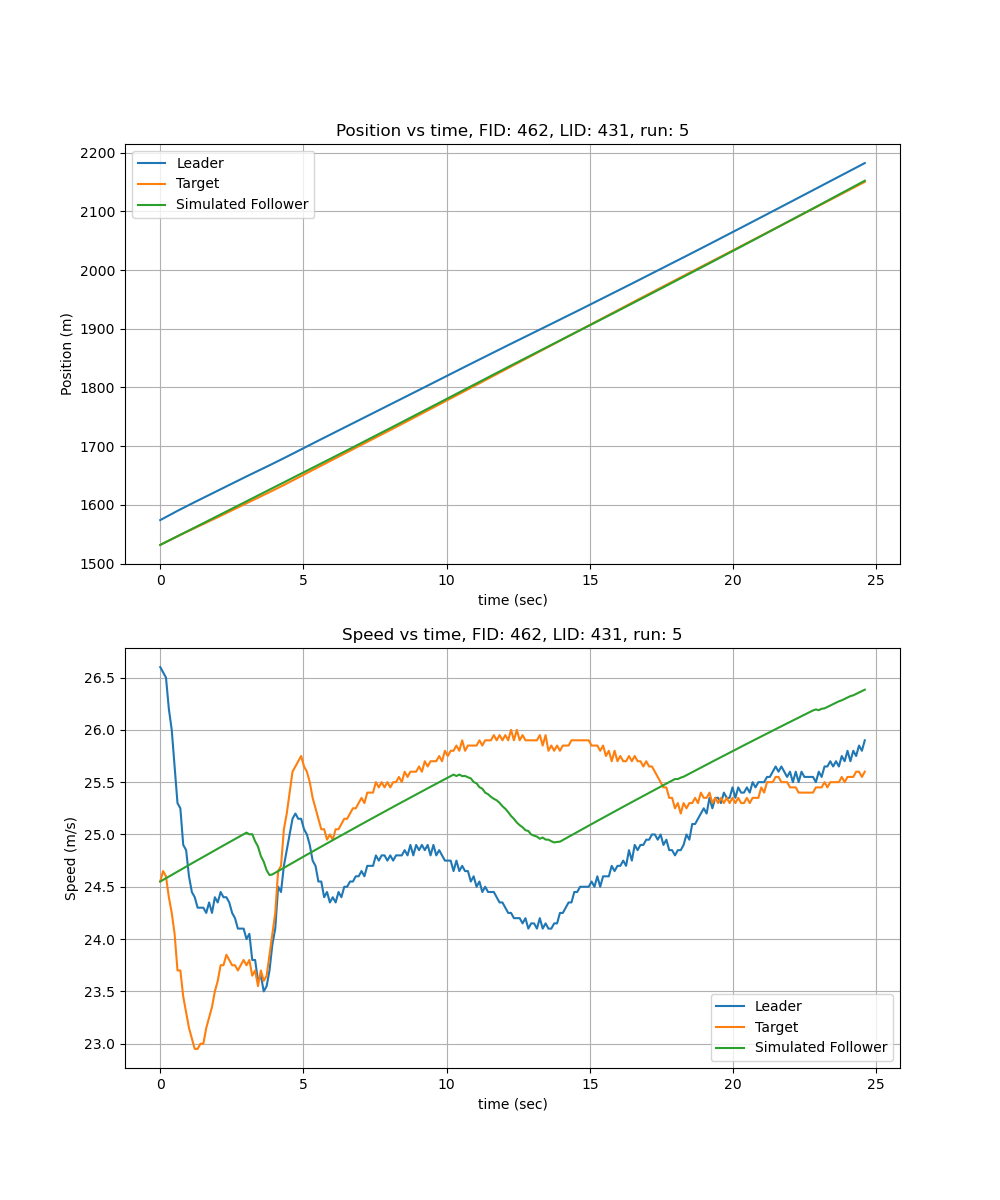 Position vs time, FID: 462, LID: 431, run: 5
Leader
Target
Simulated Follower
2200
2100
2000
1900
1800
1700
1600
1500
Position (m)
0 5 10 15 20 25
time (sec)
Speed vs time, FID: 462, LID: 431, run: 5
26.5
26.0
25.5
25.0
24.5
24.0
23.5
23.0
Speed (m/s)
Leader
Target
Simulated Follower
0 5 10 15 20 25
time (sec)